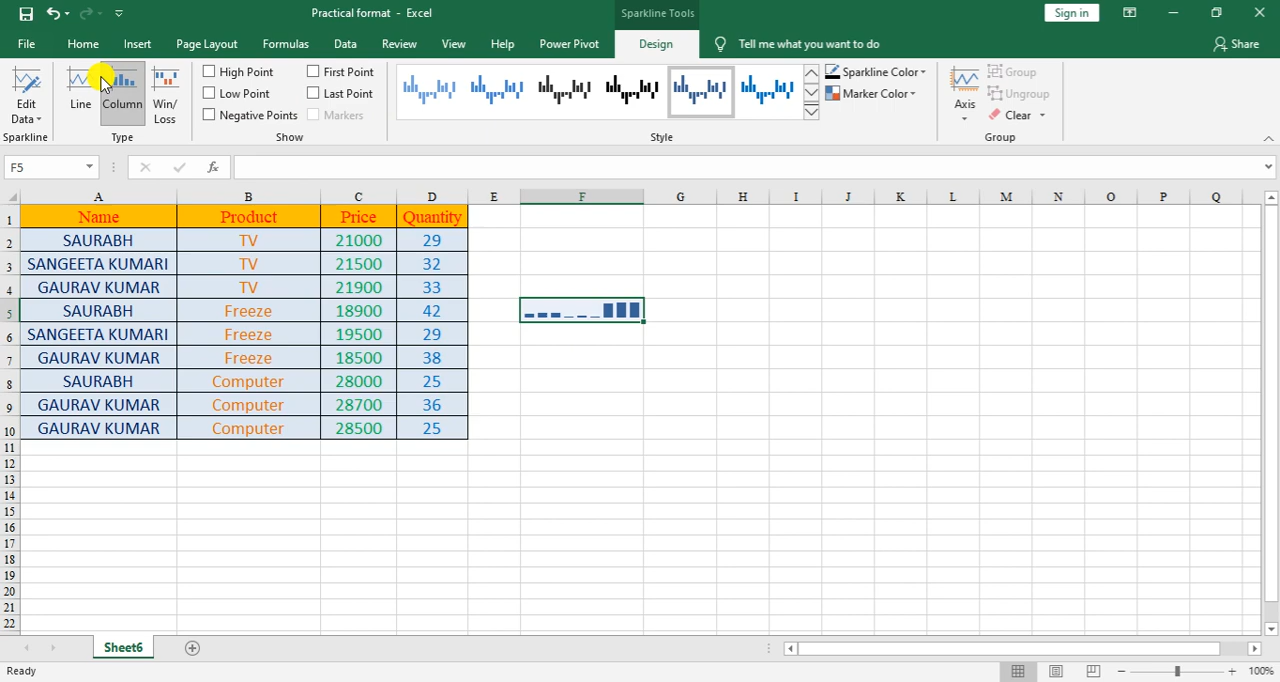 Practical format - Excel
Sparkline Tools
Sign in
File Home Insert Page Layout Formulas Data Review View Help Power Pivot Design Tell me what you want to do Share
Edit Data
Line
Column
Win/ Loss
High Point
First Point
Low Point
Last Point
Negative Points
Markers
Sparkline Color
Marker Color
Axis
Group
Ungroup
Clear
Sparkline Type Show Style Group
F5 fx
A B C D E F G H I J K L M N O P Q
1 Name Product Price Quantity
2 SAURABH TV 21000 29
3 SANGEETA KUMARI TV 21500 32
4 GAURAV KUMAR TV 21900 33
5 SAURABH Freeze 18900 42
6 SANGEETA KUMARI Freeze 19500 29
7 GAURAV KUMAR Freeze 18500 38
8 SAURABH Computer 28000 25
9 GAURAV KUMAR Computer 28700 36
10 GAURAV KUMAR Computer 28500 25
11
12
13
14
15
16
17
18
19
20
21
22
Sheet6
Ready 100%